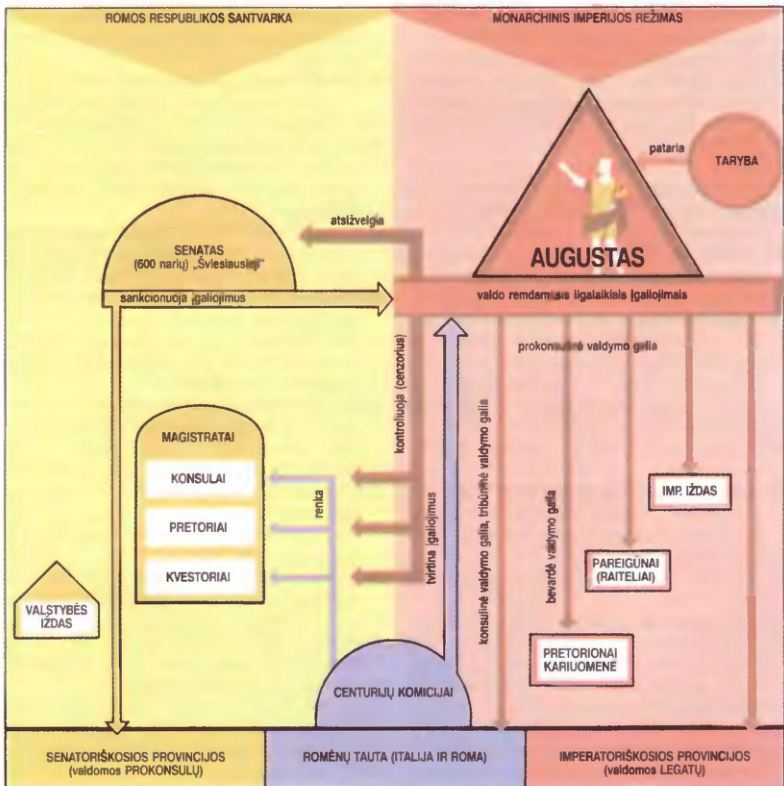 ROMOS RESPUBLIKOS SANTVARKA
MONARCHINIS IMPERIJOS REŽIMAS
pataria
TARYBA
atsižvelgia
SENATAS
(600 narių) „Šviesiausieji“
AUGUSTAS
sankcionuoja įgaliojimus
valdo remdamasis ilgalaikiais įgaliojimais
prokonsulinė valdymo galia
kontroliuoja (cenzorius)
MAGISTRATAI
KONSULAI
PRETORIAI
KVESTORIAI
renka
tvirtina įgaliojimus
konsulinė valdymo galia, tribūninė valdymo galia
bevardė valdymo galia
IMP. IŽDAS
PAREIGŪNAI
(RAITELIAI)
VALSTYBĖS
IŽDAS
PRETORIONAI
KARIUOMENĖ
CENTURIJŲ KOMICIJAI
SENATORIŠKOSIOS PROVINCIJOS
(valdomos PROKONSULŲ)
ROMĖNŲ TAUTA (ITALIJA IR ROMA)
IMPERATORIŠKOSIOS PROVINCIJOS
(valdomos LEGATŲ)